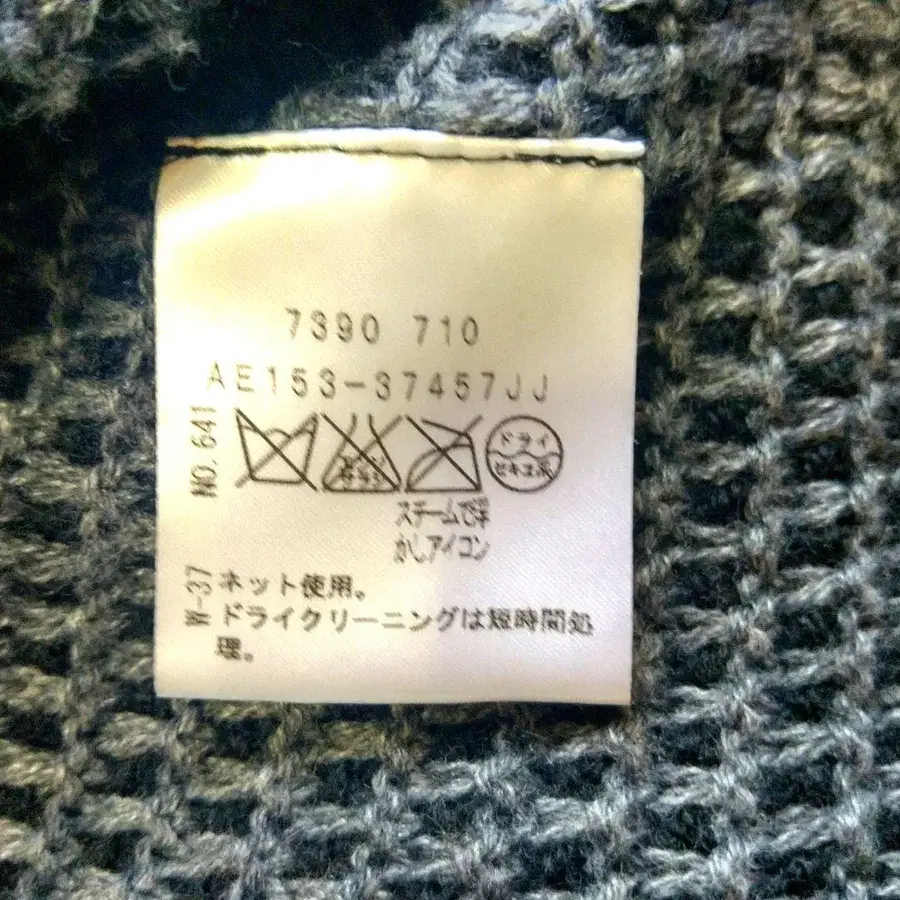 7390 710
AE153-37457JJ
NO.641
ドライ
セキユ系
スチームで浮
かしアイコン
W-37
ネット使用。
ドライクリーニングは短時間処
理。